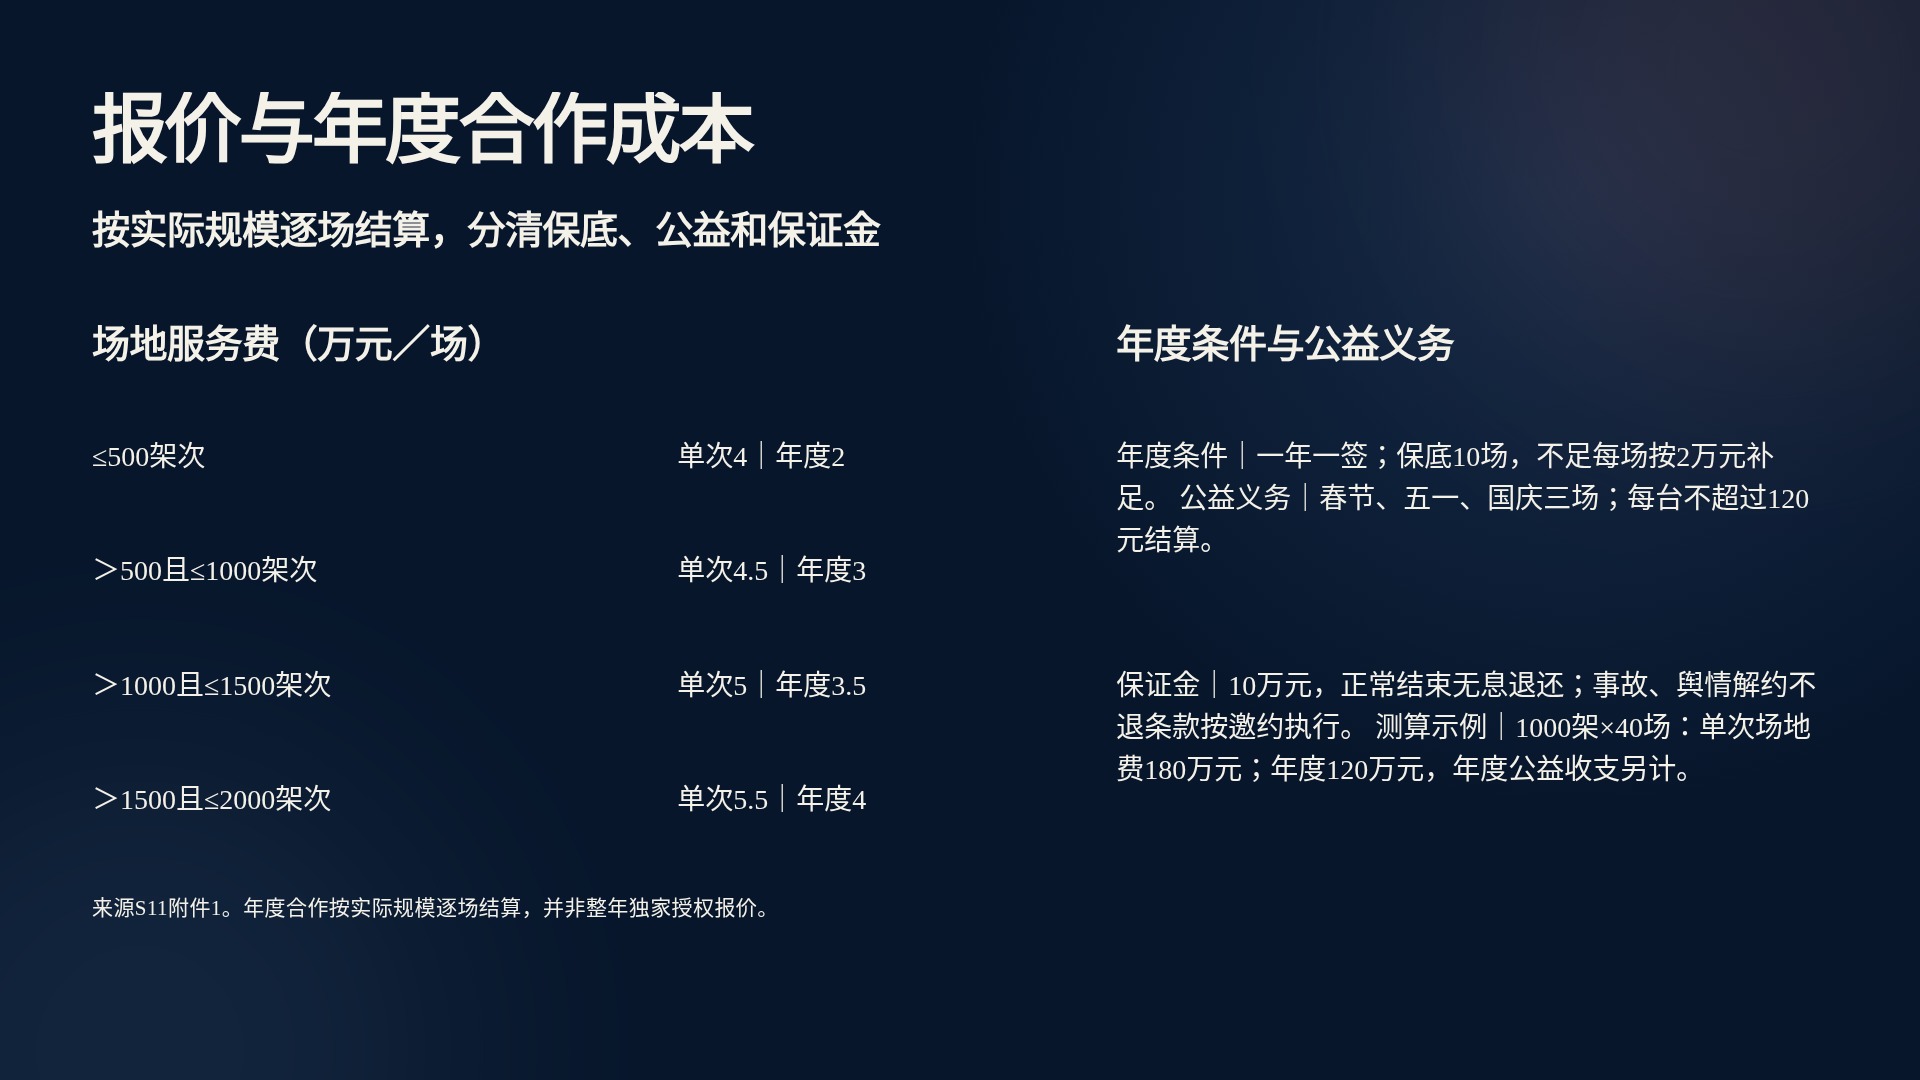 报价与年度合作成本
按实际规模逐场结算，分清保底、公益和保证金
场地服务费（万元／场）
≤500架次 单次4｜年度2
＞500且≤1000架次 单次4.5｜年度3
＞1000且≤1500架次 单次5｜年度3.5
＞1500且≤2000架次 单次5.5｜年度4
年度条件与公益义务
年度条件｜一年一签；保底10场，不足每场按2万元补
足。 公益义务｜春节、五一、国庆三场；每台不超过120
元结算。
保证金｜10万元，正常结束无息退还；事故、舆情解约不
退条款按邀约执行。 测算示例｜1000架×40场：单次场地
费180万元；年度120万元，年度公益收支另计。
来源S11附件1。年度合作按实际规模逐场结算，并非整年独家授权报价。